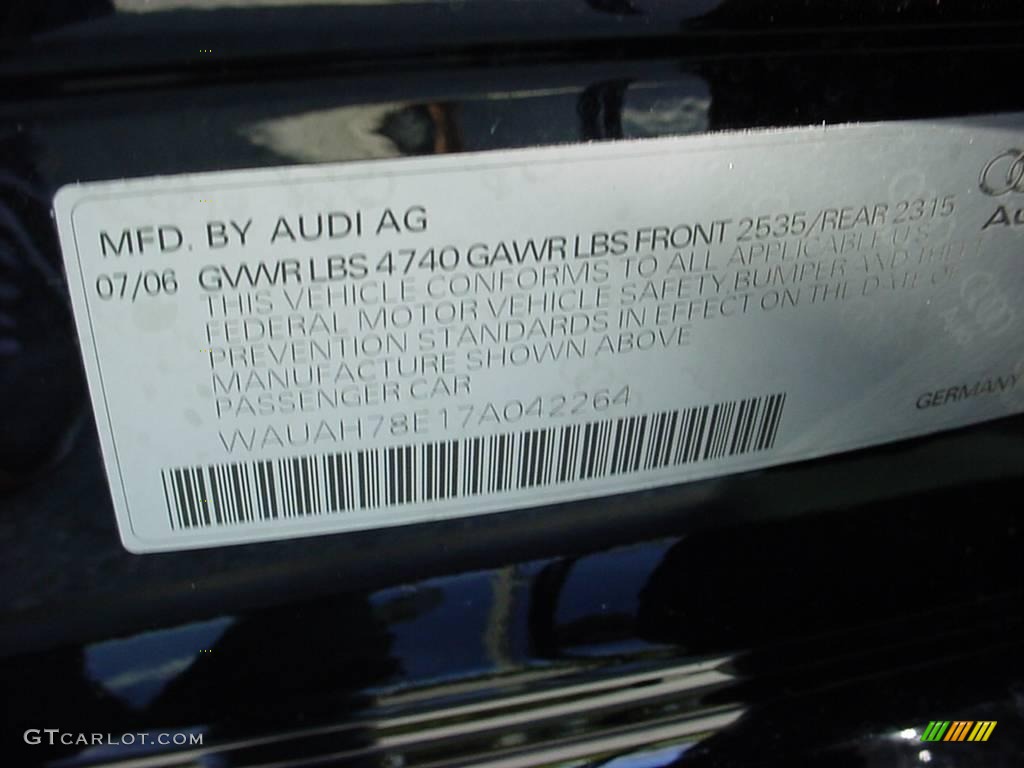 MFD. BY AUDI AG
07/06 GVWR LBS 4740 GAWR LBS FRONT 2535/REAR 2315
THIS VEHICLE CONFORMS TO ALL APPLICABLE U.S.
FEDERAL MOTOR VEHICLE SAFETY, BUMPER AND THEFT
PREVENTION STANDARDS IN EFFECT ON THE DATE OF
MANUFACTURE SHOWN ABOVE
PASSENGER CAR
WAUAH78E17A042264
GERMANY
Au
GTCARLOT.COM